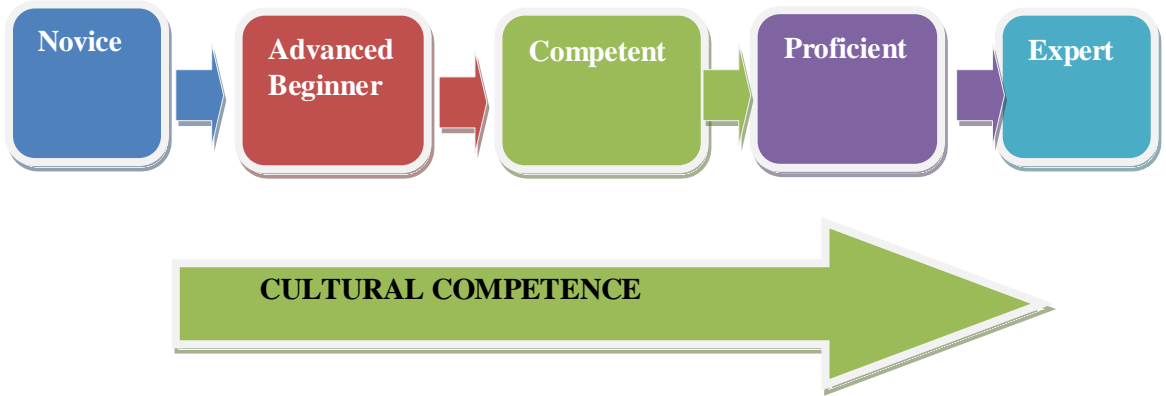 Novice
Advanced
Beginner
Competent
Proficient
Expert
CULTURAL COMPETENCE